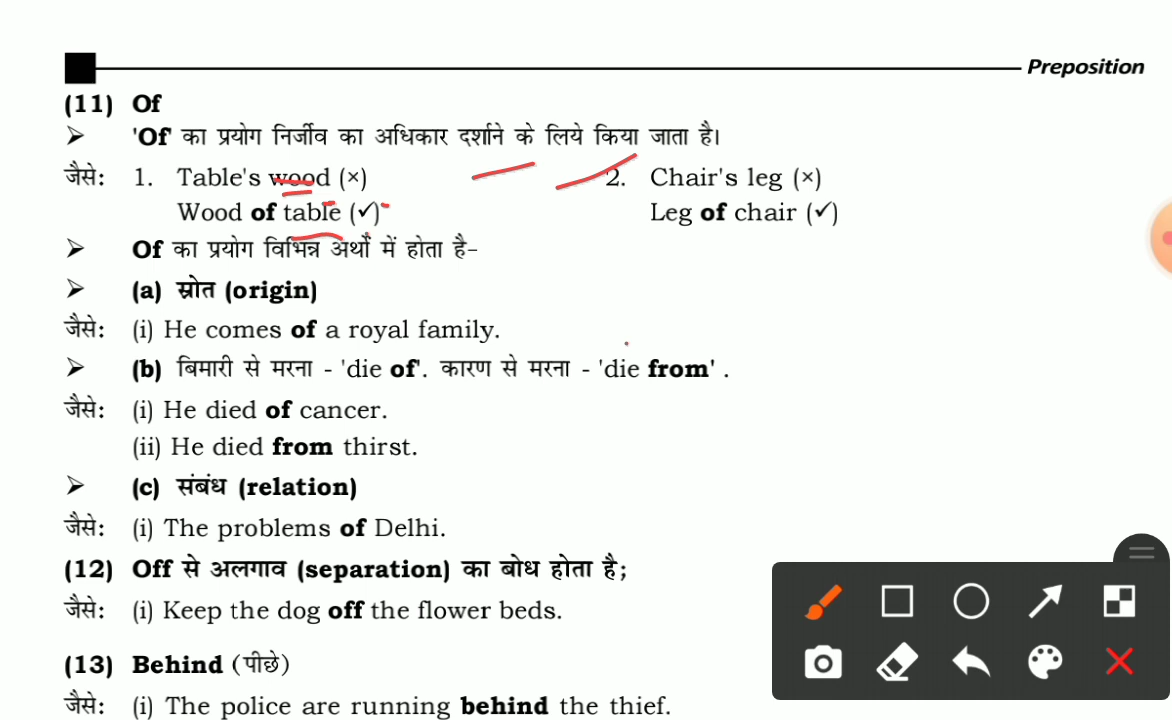 Preposition
(11) Of
➢ 'Of' का प्रयोग निर्जीव का अधिकार दर्शाने के लिये किया जाता है।
जैसे: 1. Table's wood (×) 2. Chair's leg (×)
Wood of table (✓) Leg of chair (✓)
➢ Of का प्रयोग विभिन्न अर्थों में होता है-
➢ (a) स्रोत (origin)
जैसे: (i) He comes of a royal family.
➢ (b) बिमारी से मरना - 'die of'. कारण से मरना - 'die from' .
जैसे: (i) He died of cancer.
(ii) He died from thirst.
➢ (c) संबंध (relation)
जैसे: (i) The problems of Delhi.
(12) Off से अलगाव (separation) का बोध होता है;
जैसे: (i) Keep the dog off the flower beds.
(13) Behind (पीछे)
जैसे: (i) The police are running behind the thief.